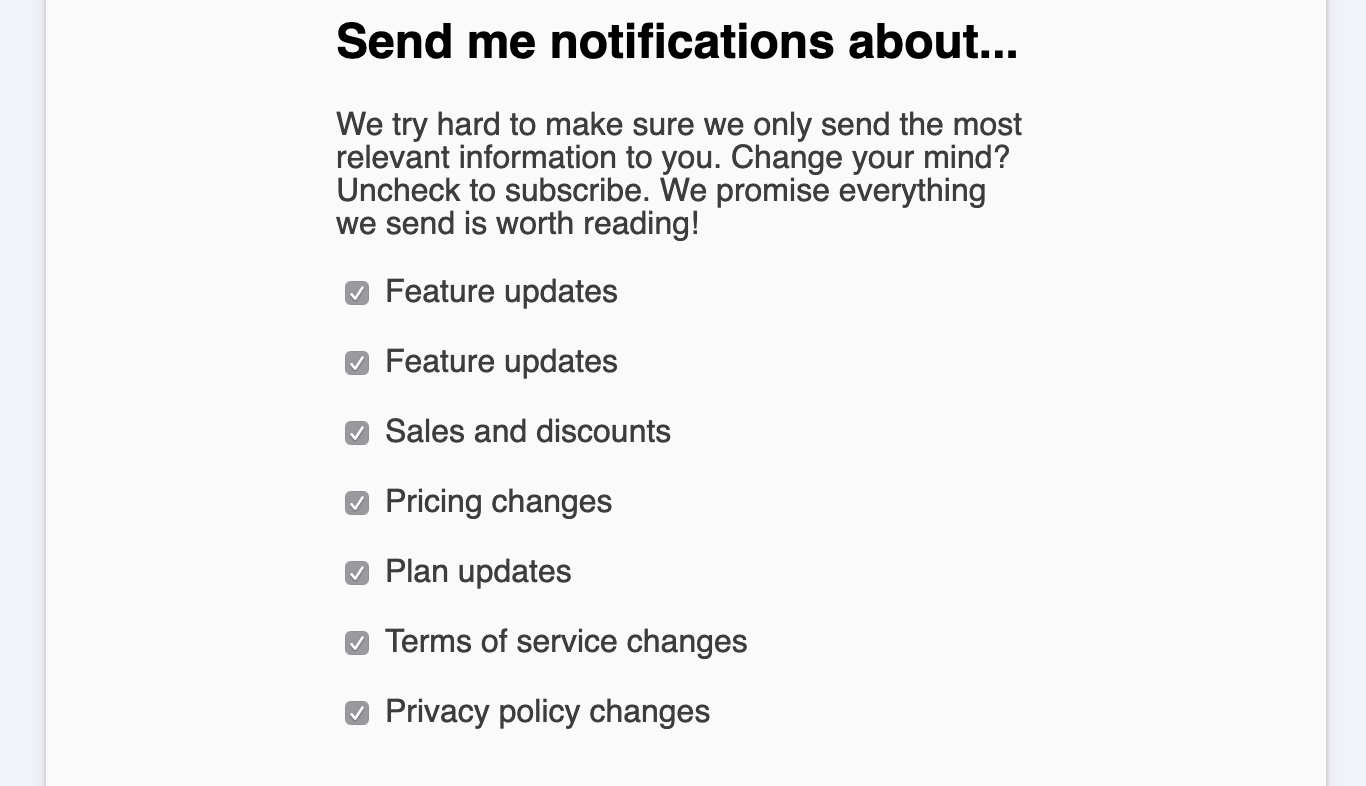 Send me notifications about...
We try hard to make sure we only send the most
relevant information to you. Change your mind?
Uncheck to subscribe. We promise everything
we send is worth reading!
Feature updates
Feature updates
Sales and discounts
Pricing changes
Plan updates
Terms of service changes
Privacy policy changes